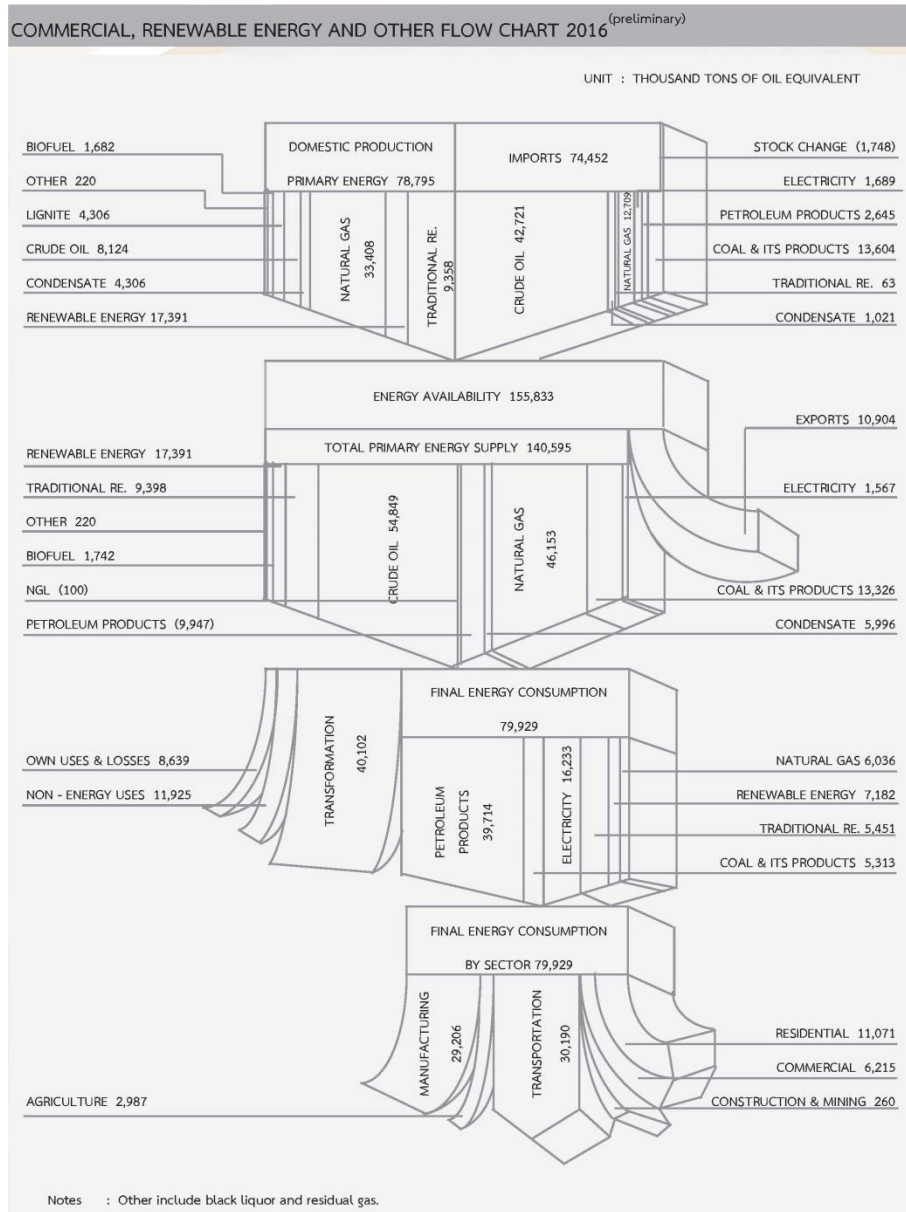 COMMERCIAL, RENEWABLE ENERGY AND OTHER FLOW CHART 2016 (preliminary)
UNIT : THOUSAND TONS OF OIL EQUIVALENT
BIOFUEL 1,682
OTHER 220
LIGNITE 4,306
CRUDE OIL 8,124
CONDENSATE 4,306
RENEWABLE ENERGY 17,391
DOMESTIC PRODUCTION
PRIMARY ENERGY 78,795
NATURAL GAS
33,408
TRADITIONAL RE.
9,358
IMPORTS 74,452
CRUDE OIL 42,721
NATURAL GAS 12,709
STOCK CHANGE (1,748)
ELECTRICITY 1,689
PETROLEUM PRODUCTS 2,645
COAL & ITS PRODUCTS 13,604
TRADITIONAL RE. 63
CONDENSATE 1,021
ENERGY AVAILABILITY 155,833
EXPORTS 10,904
TOTAL PRIMARY ENERGY SUPPLY 140,595
RENEWABLE ENERGY 17,391
TRADITIONAL RE. 9,398
OTHER 220
BIOFUEL 1,742
NGL (100)
PETROLEUM PRODUCTS (9,947)
CRUDE OIL 54,849
NATURAL GAS
46,153
ELECTRICITY 1,567
COAL & ITS PRODUCTS 13,326
CONDENSATE 5,996
FINAL ENERGY CONSUMPTION
79,929
OWN USES & LOSSES 8,639
NON - ENERGY USES 11,925
TRANSFORMATION
40,102
PETROLEUM
PRODUCTS
39,714
ELECTRICITY 16,233
NATURAL GAS 6,036
RENEWABLE ENERGY 7,182
TRADITIONAL RE. 5,451
COAL & ITS PRODUCTS 5,313
FINAL ENERGY CONSUMPTION
BY SECTOR 79,929
MANUFACTURING
29,206
TRANSPORTATION
30,190
AGRICULTURE 2,987
RESIDENTIAL 11,071
COMMERCIAL 6,215
CONSTRUCTION & MINING 260
Notes : Other include black liquor and residual gas.